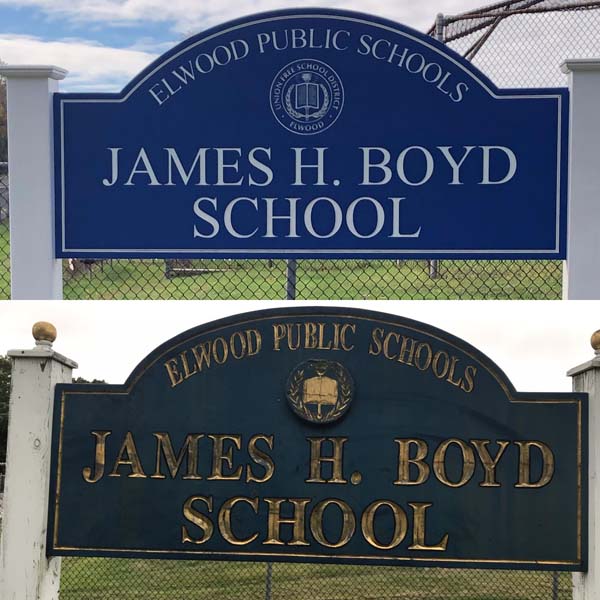 ELWOOD PUBLIC SCHOOLS
UNION FREE SCHOOL DISTRICT
ELWOOD
JAMES H. BOYD
SCHOOL
ELWOOD PUBLIC SCHOOLS
JAMES H. BOYD
SCHOOL